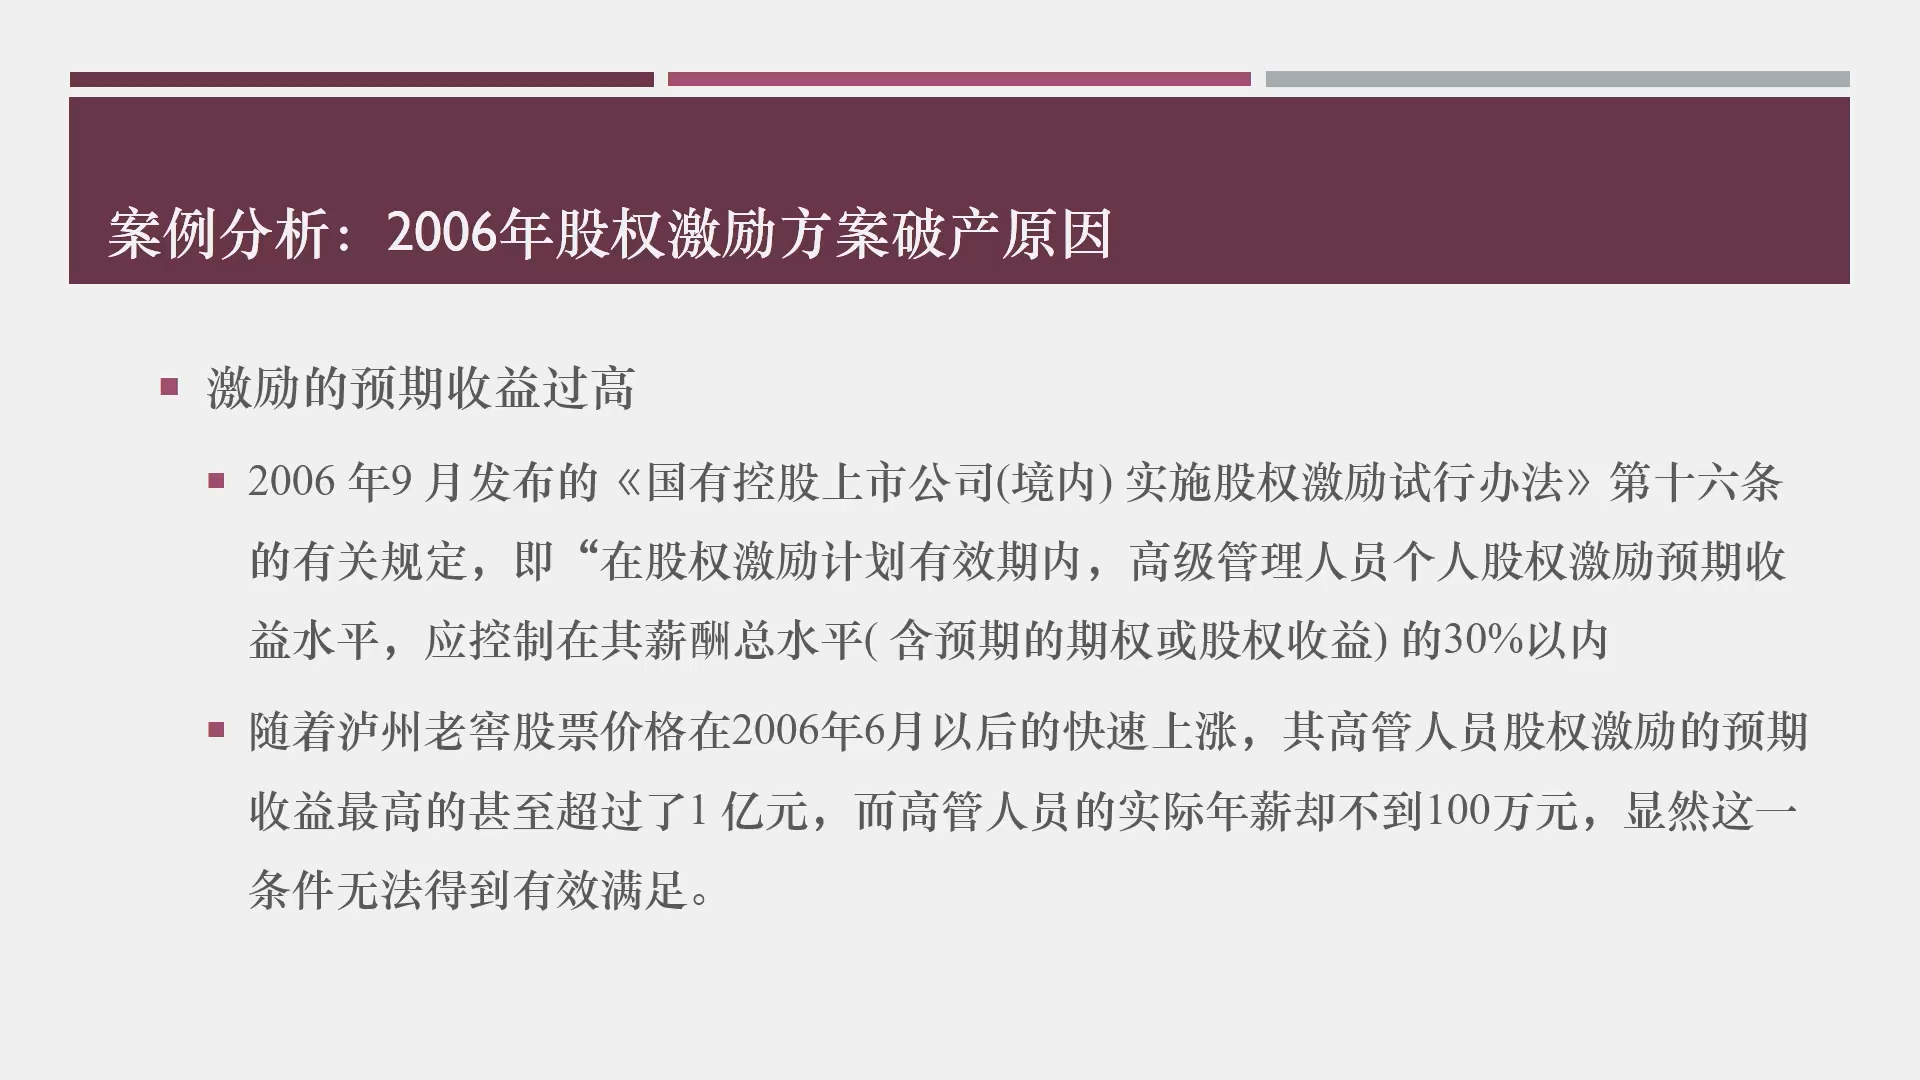 案例分析：2006年股权激励方案破产原因
激励的预期收益过高
2006 年9 月发布的《国有控股上市公司(境内) 实施股权激励试行办法》第十六条
的有关规定，即“在股权激励计划有效期内，高级管理人员个人股权激励预期收
益水平，应控制在其薪酬总水平( 含预期的期权或股权收益) 的30%以内
随着泸州老窖股票价格在2006年6月以后的快速上涨，其高管人员股权激励的预期
收益最高的甚至超过了1 亿元，而高管人员的实际年薪却不到100万元，显然这一
条件无法得到有效满足。